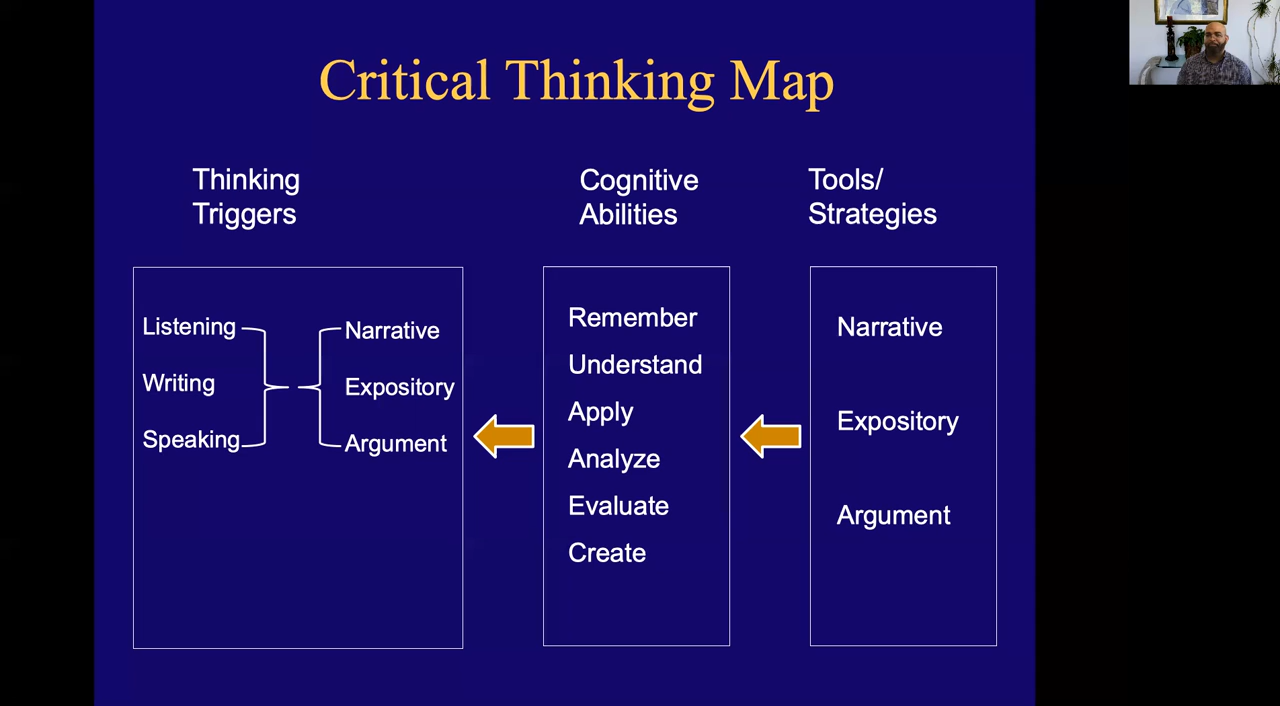 Critical Thinking Map
Thinking
Triggers
Cognitive
Abilities
Tools/
Strategies
Listening
Writing
Speaking
Narrative
Expository
Argument
Remember
Understand
Apply
Analyze
Evaluate
Create
Narrative
Expository
Argument